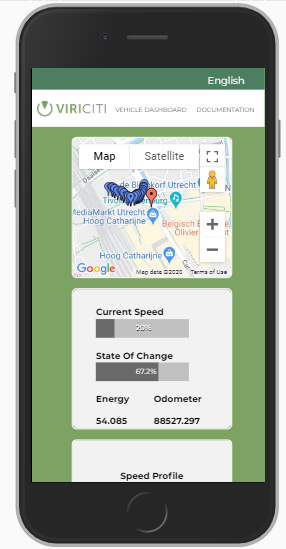 English
VIRICITI VEHICLE DASHBOARD DOCUMENTATION
Map Satellite
de Bijenkorf Utrecht
MediaMarkt Utrecht
Hoog Catharijne
Belgisch
Olivier
Hoog Catharijne
Google Map data ©2020 Terms of Use
Current Speed
20%
State Of Change
67.2%
Energy Odometer
54.085 88527.297
Speed Profile